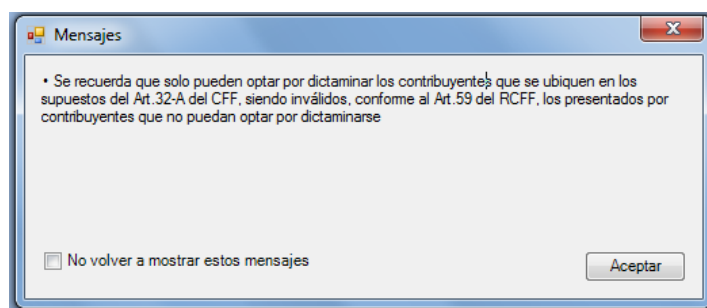 Mensajes
• Se recuerda que solo pueden optar por dictaminar los contribuyentes que se ubiquen en los
supuestos del Art.32-A del CFF, siendo inválidos, conforme al Art.59 del RCFF, los presentados por
contribuyentes que no puedan optar por dictaminarse
No volver a mostrar estos mensajes
Aceptar